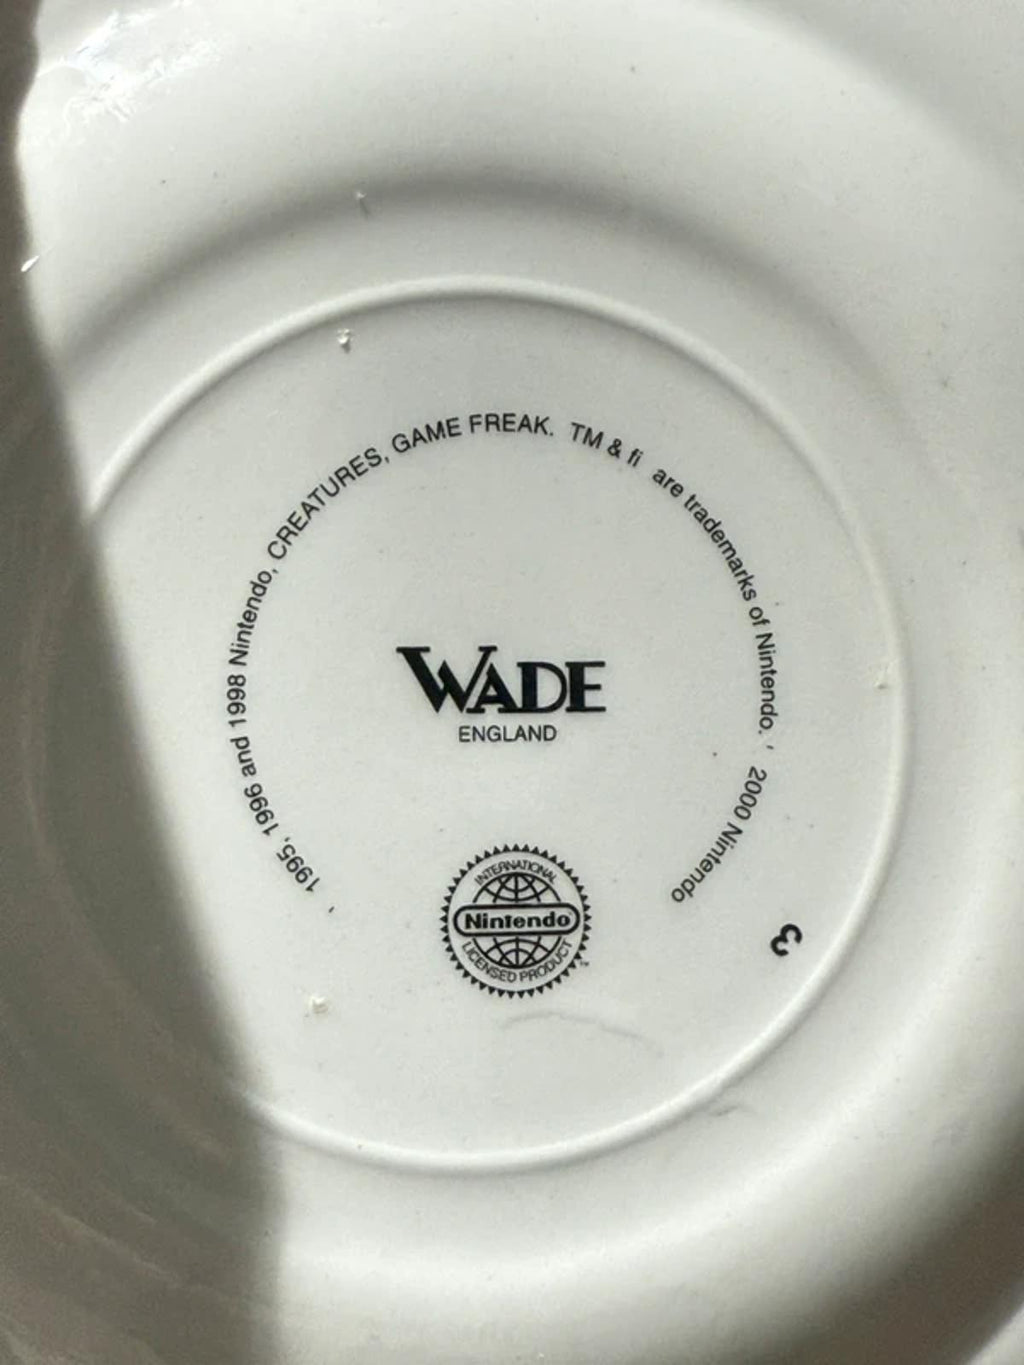 1995, 1996 and 1998 Nintendo, CREATURES, GAME FREAK. TM & fi are trademarks of Nintendo. ' 2000 Nintendo
WADE
ENGLAND
INTERNATIONAL
Nintendo
LICENSED PRODUCT
3